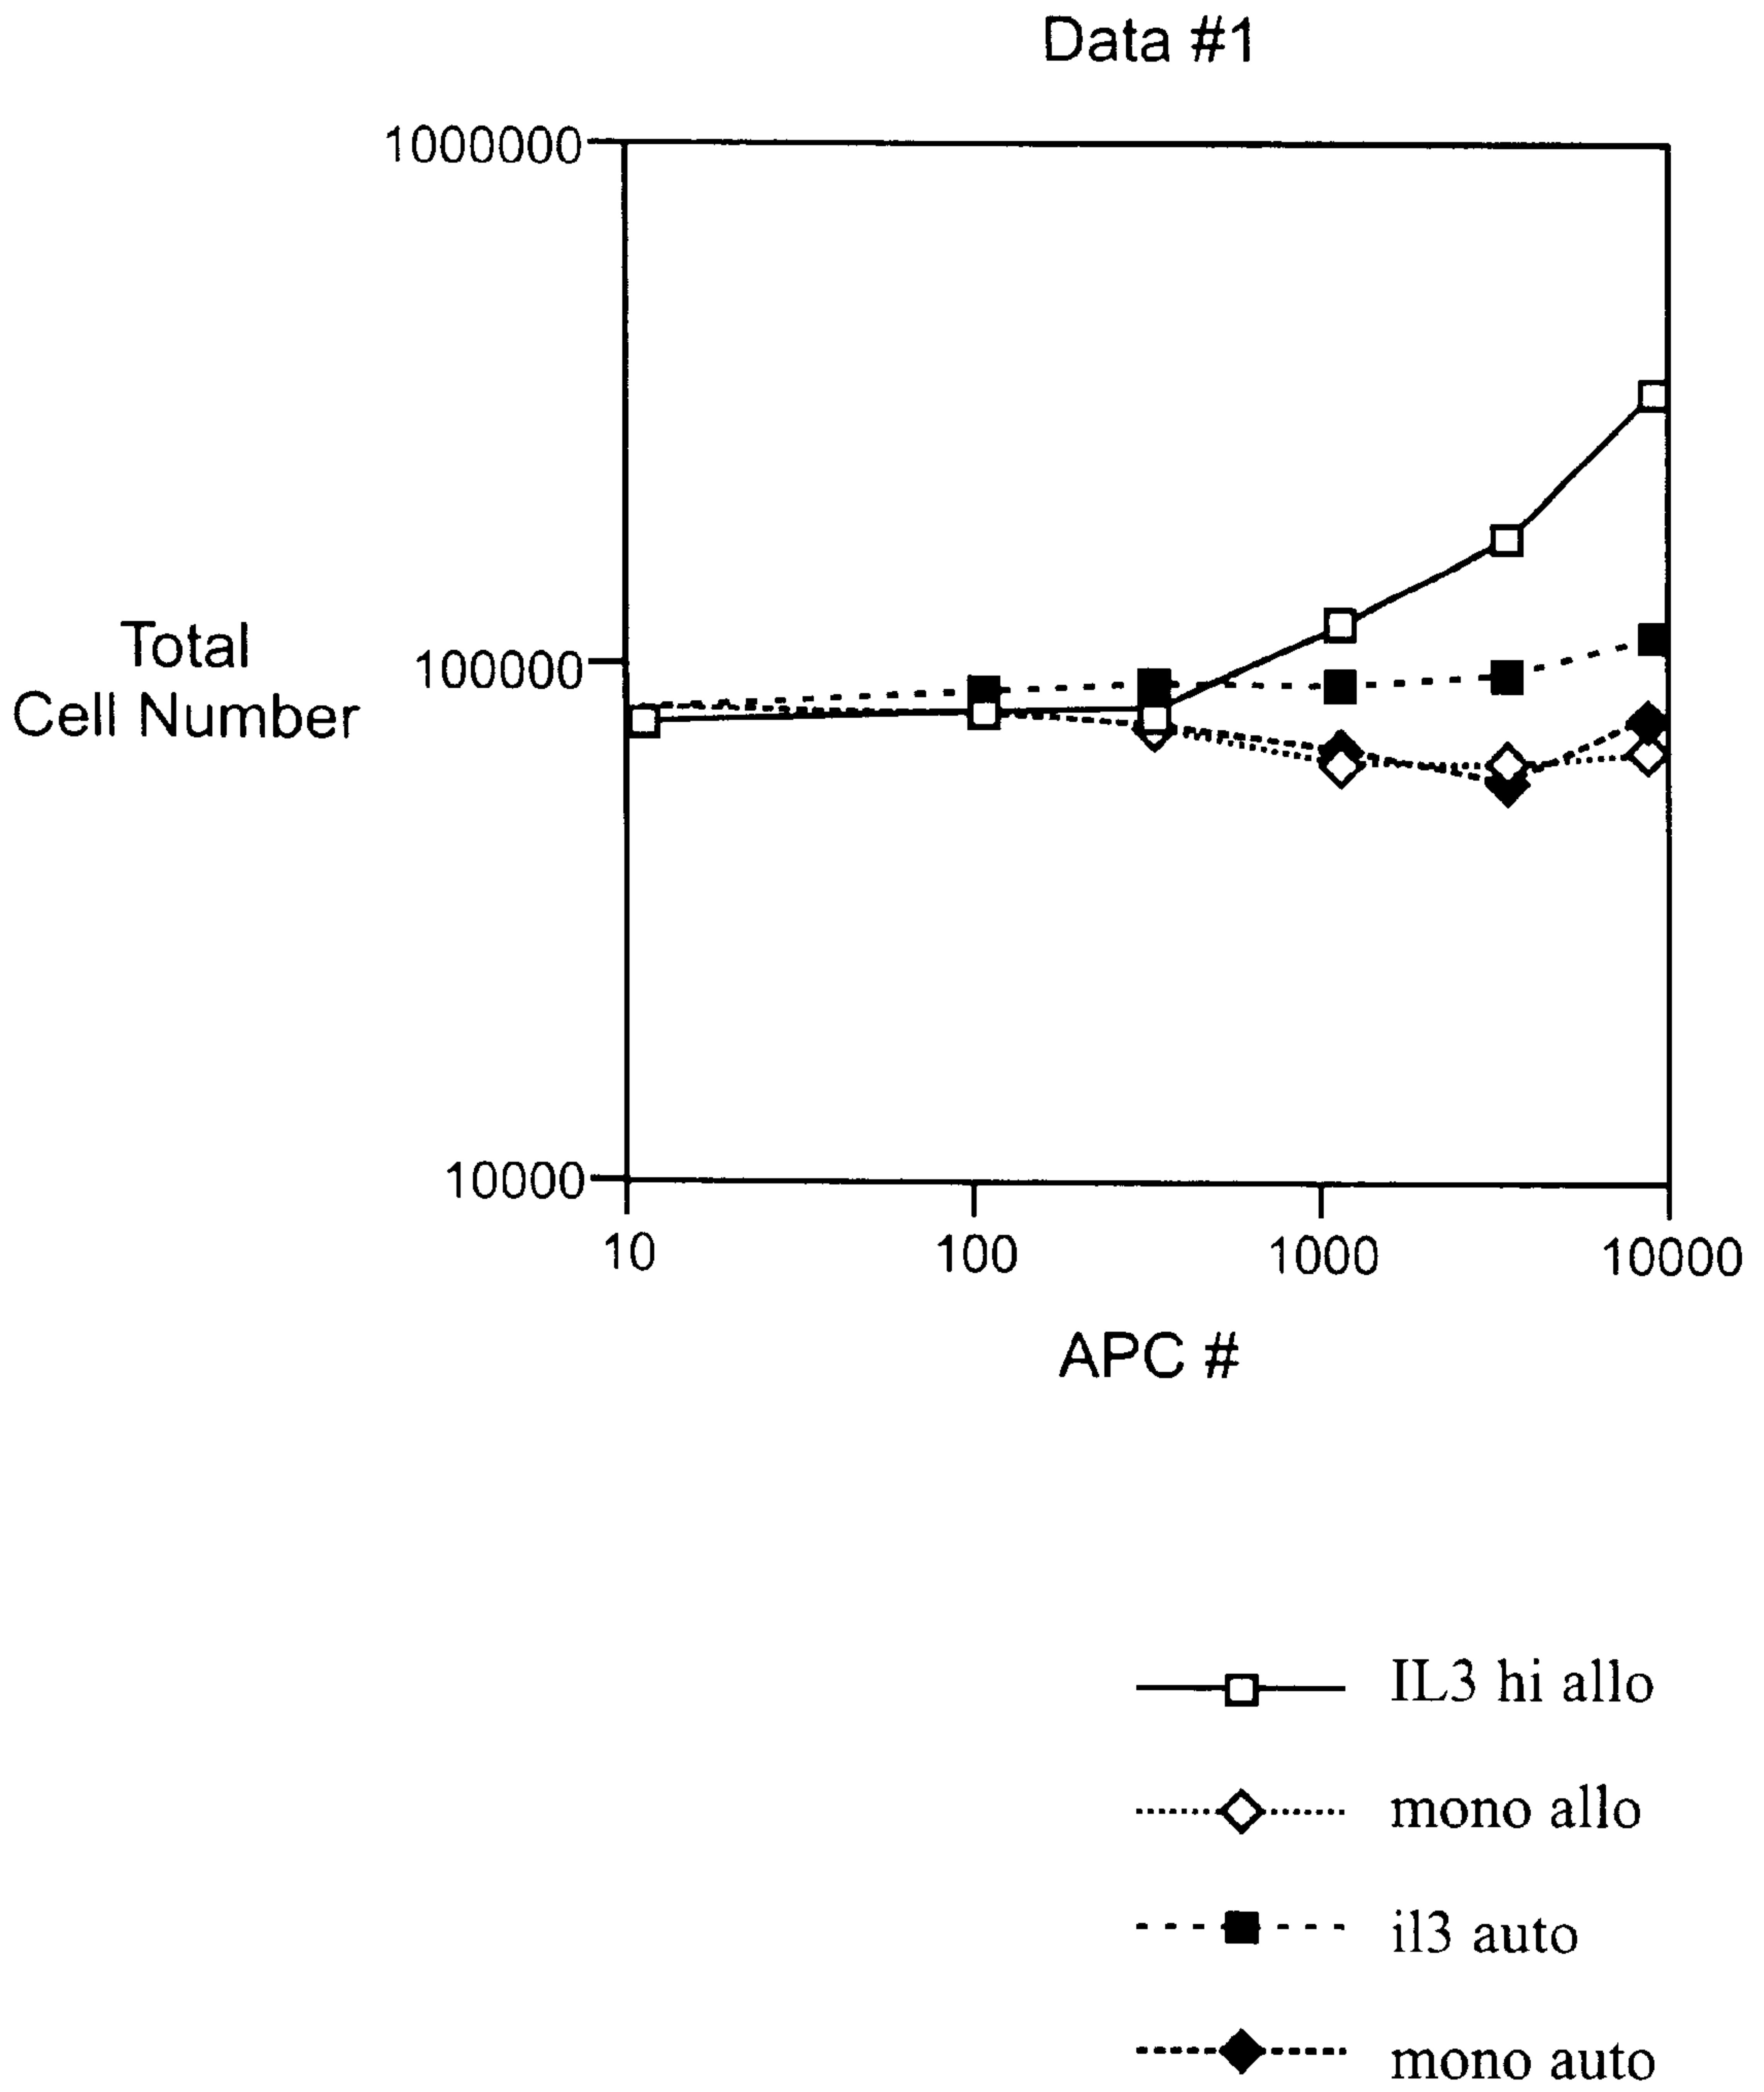 Data #1
1000000
Total
Cell Number
100000
10000
10
100
1000
10000
APC #
IL3 hi allo
mono allo
il3 auto
mono auto